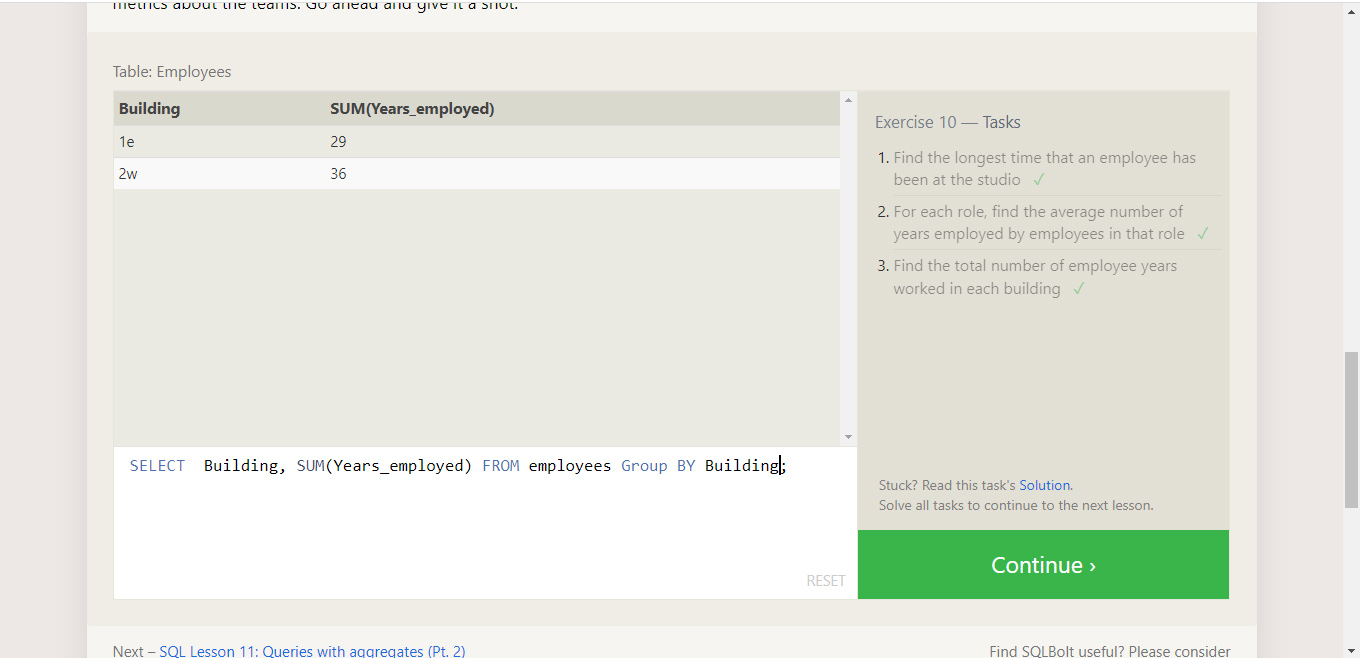 metrics about the teams. Go ahead and give it a shot.
Table: Employees
Building SUM(Years_employed)
1e 29
2w 36
SELECT  Building, SUM(Years_employed) FROM employees Group BY Building;
RESET
Exercise 10 — Tasks
1. Find the longest time that an employee has
been at the studio ✓
2. For each role, find the average number of
years employed by employees in that role ✓
3. Find the total number of employee years
worked in each building ✓
Stuck? Read this task's Solution.
Solve all tasks to continue to the next lesson.
Continue ›
Next – SQL Lesson 11: Queries with aggregates (Pt. 2)
Find SQLBolt useful? Please consider